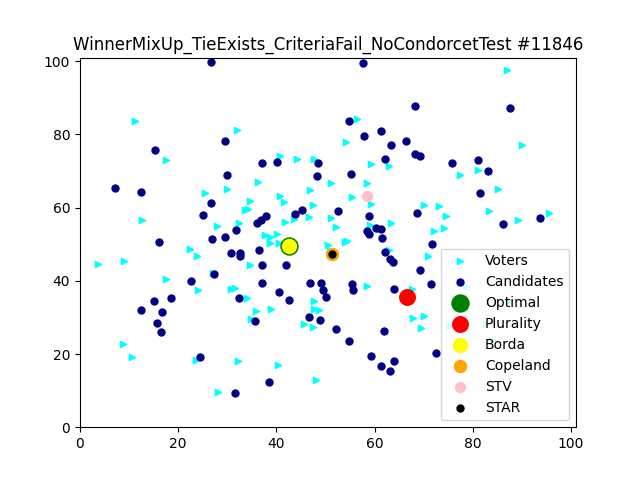 WinnerMixUp_TieExists_CriteriaFail_NoCondorcetTest #11846
100
80
60
40
20
0
0 20 40 60 80 100
Voters
Candidates
Optimal
Plurality
Borda
Copeland
STV
STAR